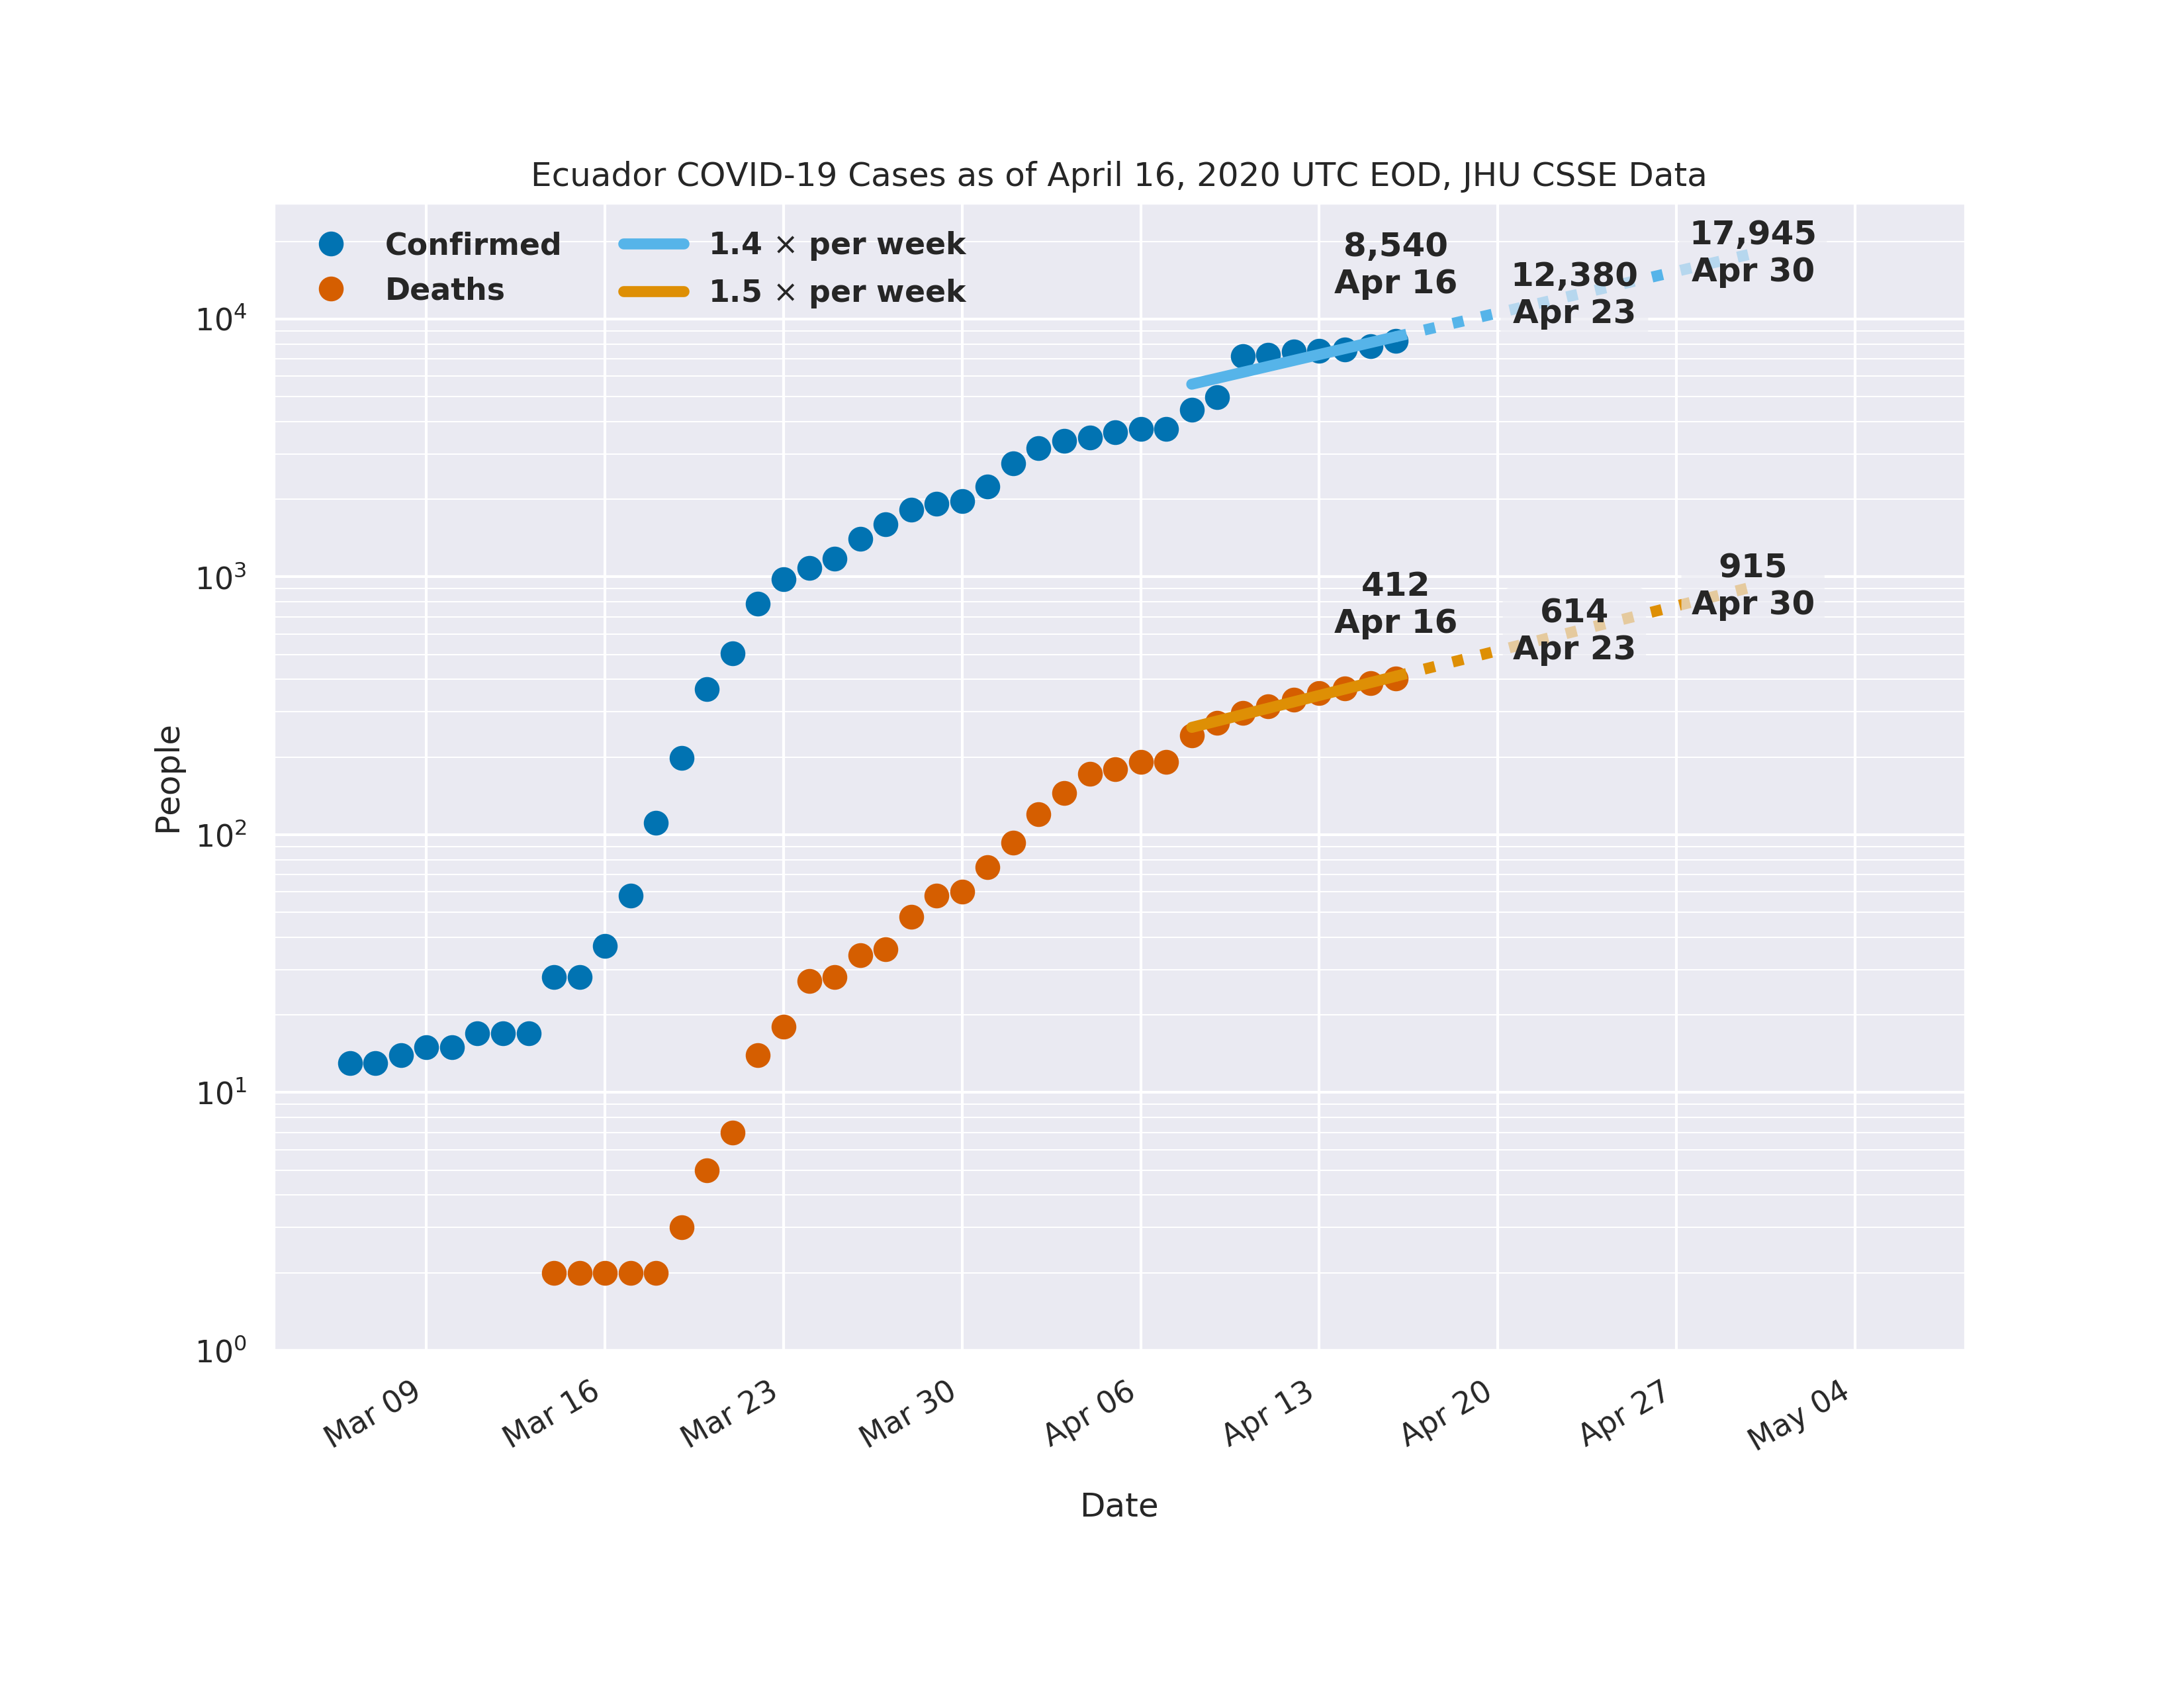 Ecuador COVID-19 Cases as of April 16, 2020 UTC EOD, JHU CSSE Data
Confirmed
Deaths
1.4 × per week
1.5 × per week
8,540
Apr 16
12,380
Apr 23
17,945
Apr 30
412
Apr 16
614
Apr 23
915
Apr 30
People
10⁴
10³
10²
10¹
10⁰
Mar 09
Mar 16
Mar 23
Mar 30
Apr 06
Apr 13
Apr 20
Apr 27
May 04
Date